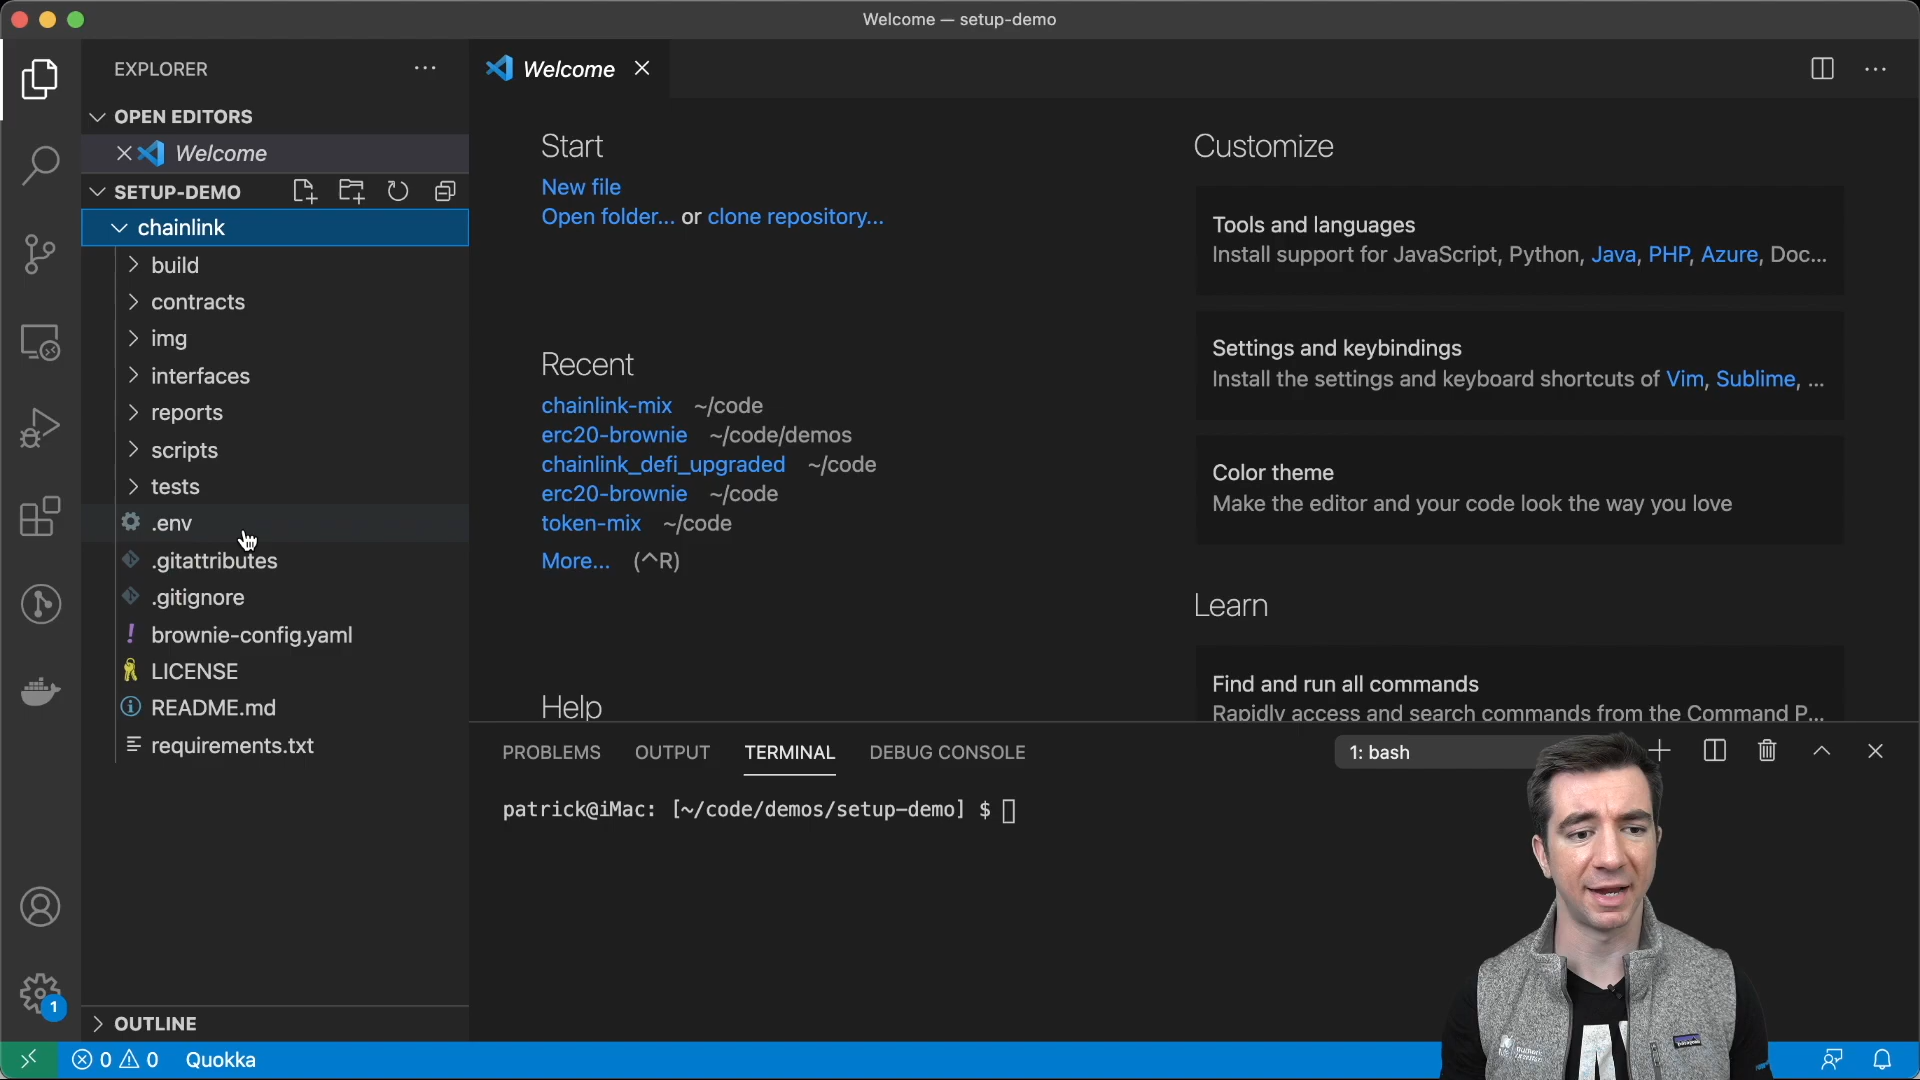 Welcome — setup-demo
EXPLORER
OPEN EDITORS
Welcome
SETUP-DEMO
chainlink
build
contracts
img
interfaces
reports
scripts
tests
.env
.gitattributes
.gitignore
brownie-config.yaml
LICENSE
README.md
requirements.txt
OUTLINE
Welcome
Start
New file
Open folder... or clone repository...
Recent
chainlink-mix ~/code
erc20-brownie ~/code/demos
chainlink_defi_upgraded ~/code
erc20-brownie ~/code
token-mix ~/code
More... (^R)
Help
Customize
Tools and languages
Install support for JavaScript, Python, Java, PHP, Azure, Doc...
Settings and keybindings
Install the settings and keyboard shortcuts of Vim, Sublime, ...
Color theme
Make the editor and your code look the way you love
Learn
Find and run all commands
Rapidly access and search commands from the Command P...
PROBLEMS OUTPUT TERMINAL DEBUG CONSOLE 1: bash
patrick@iMac: [~/code/demos/setup-demo] $
1
0 0 Quokka
patagonia